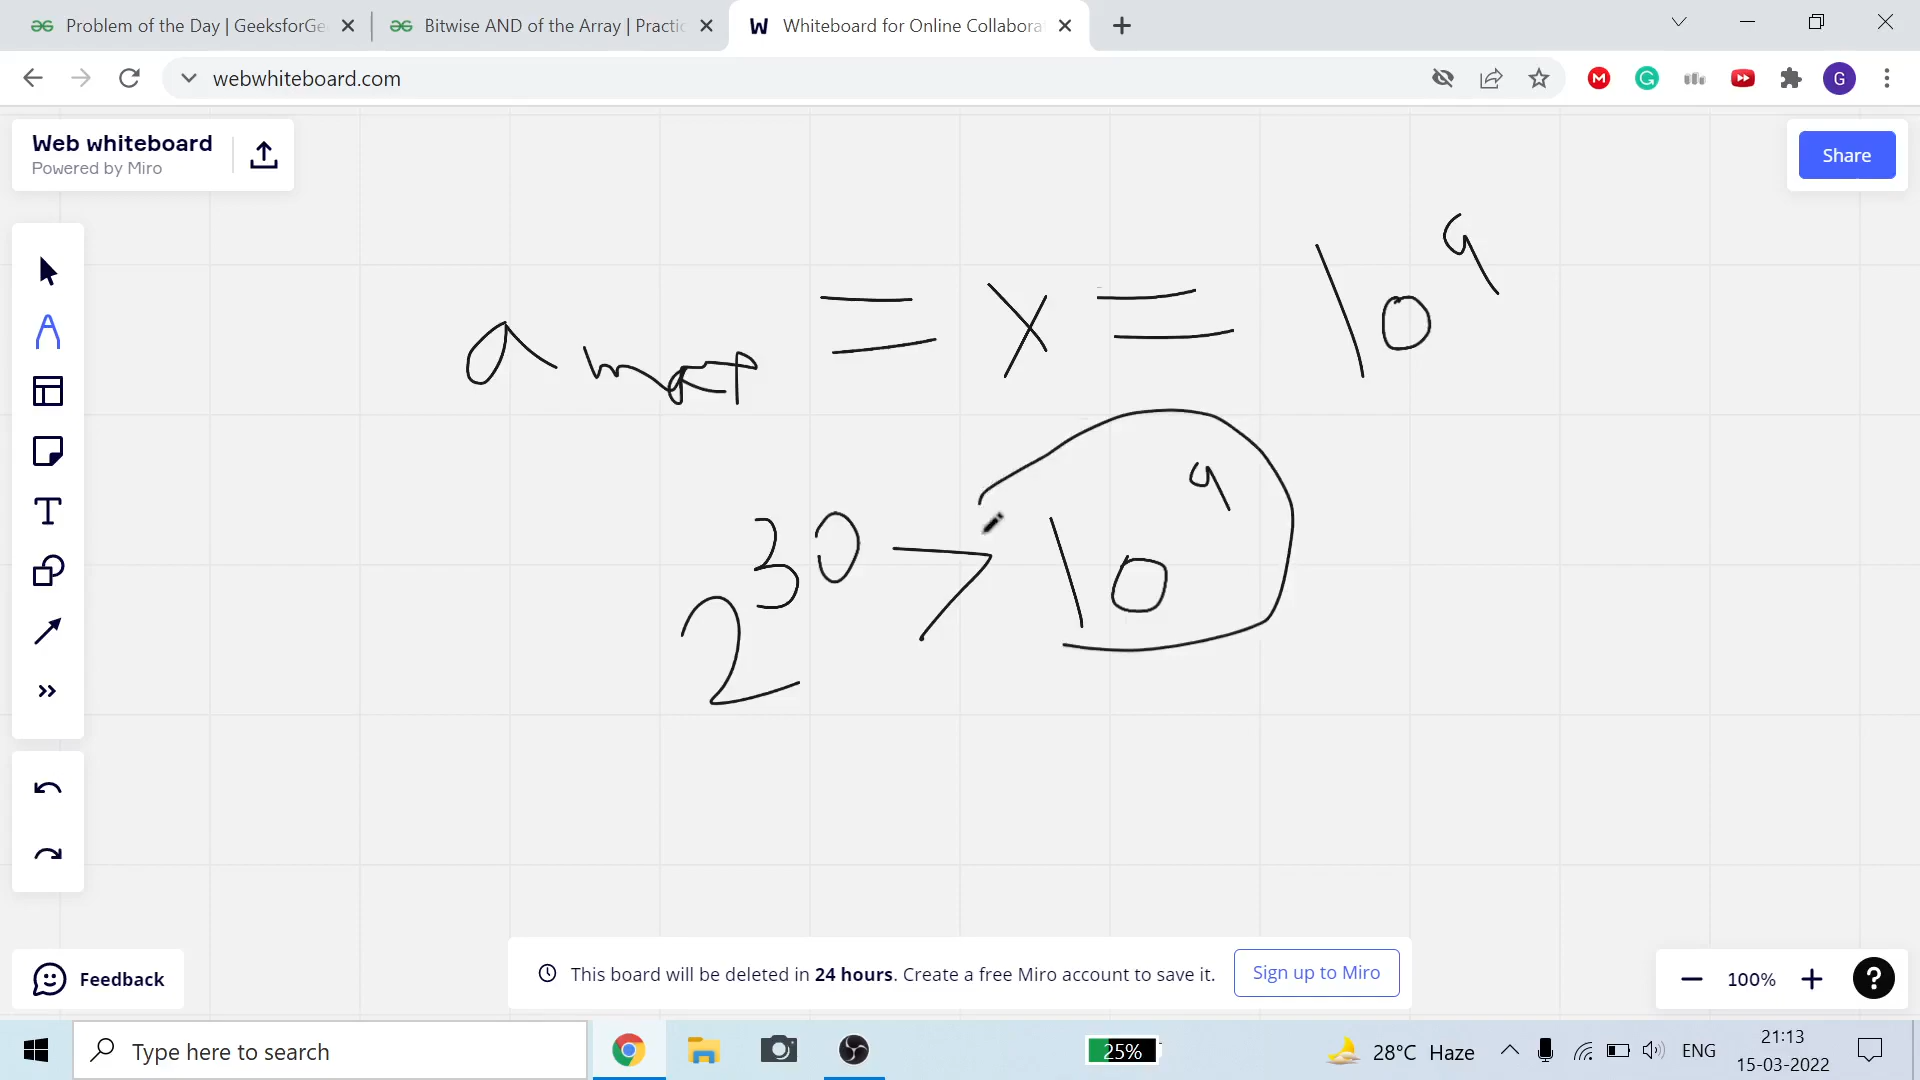 Problem of the Day | GeeksforGe
Bitwise AND of the Array | Practic
W Whiteboard for Online Collabora
webwhiteboard.com
G
Web whiteboard
Powered by Miro
Share
a = x = 10^9
2^30 > 10^9
Feedback
This board will be deleted in 24 hours. Create a free Miro account to save it.
Sign up to Miro
100%
?
Type here to search
25%
28°C Haze
ENG
21:13
15-03-2022